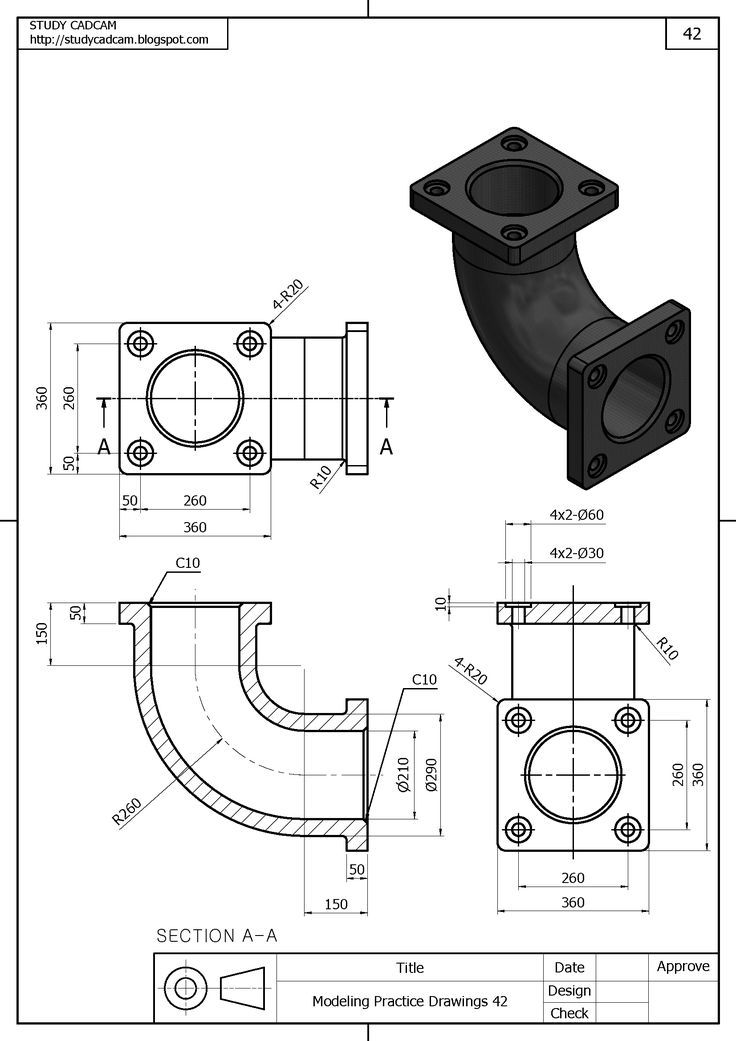 STUDY CADCAM
http://studycadcam.blogspot.com
42
4-R20
360
260
50
A
A
R10
50
260
360
4x2-Ø60
4x2-Ø30
C10
50
150
10
R10
C10
4-R20
Ø210
Ø290
260
360
R260
50
150
260
360
SECTION A-A
Title
Date
Approve
Modeling Practice Drawings 42
Design
Check